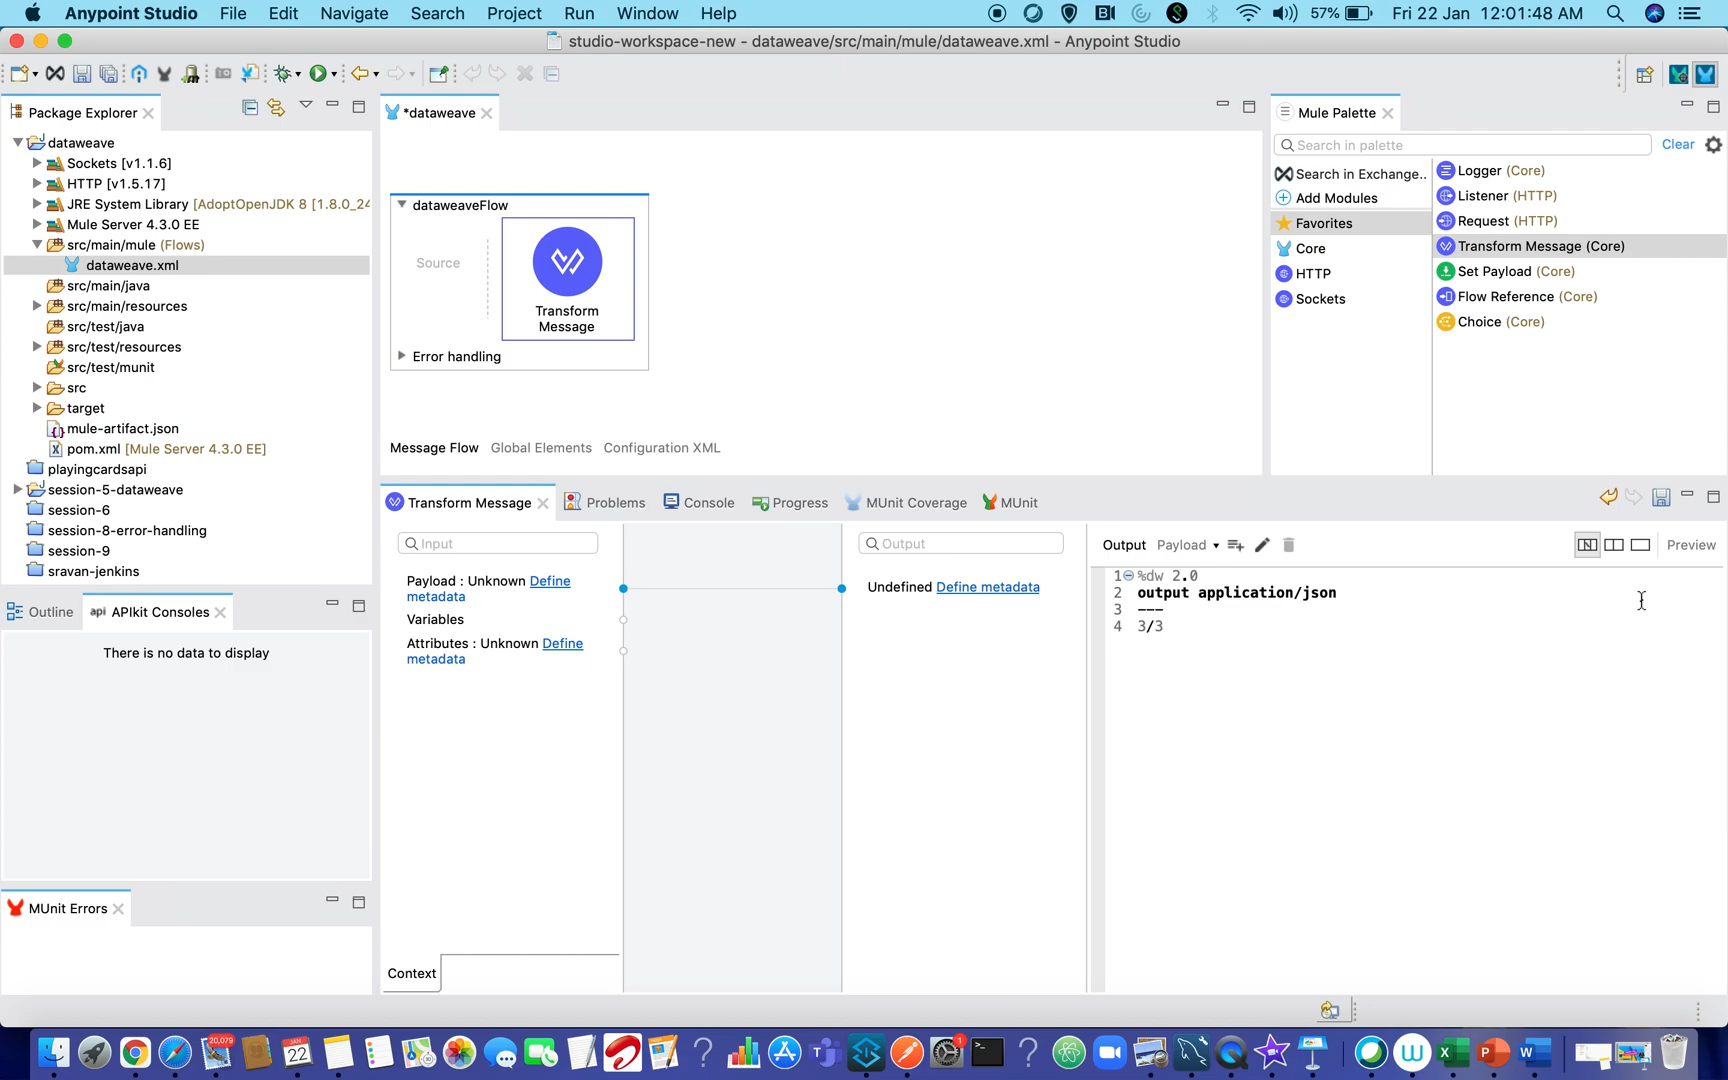 Anypoint Studio File Edit Navigate Search Project Run Window Help 57% Fri 22 Jan 12:01:48 AM
studio-workspace-new - dataweave/src/main/mule/dataweave.xml - Anypoint Studio
Package Explorer
dataweave
Sockets [v1.1.6]
HTTP [v1.5.17]
JRE System Library [AdoptOpenJDK 8 [1.8.0_24
Mule Server 4.3.0 EE
src/main/mule (Flows)
dataweave.xml
src/main/java
src/main/resources
src/test/java
src/test/resources
src/test/munit
src
target
mule-artifact.json
pom.xml [Mule Server 4.3.0 EE]
playingcardsapi
session-5-dataweave
session-6
session-8-error-handling
session-9
sravan-jenkins
Outline
api APIkit Consoles
There is no data to display
MUnit Errors
*dataweave
dataweaveFlow
Source
Transform
Message
Error handling
Message Flow Global Elements Configuration XML
Mule Palette
Search in palette
Clear
Search in Exchange..
Add Modules
Favorites
Core
HTTP
Sockets
Logger (Core)
Listener (HTTP)
Request (HTTP)
Transform Message (Core)
Set Payload (Core)
Flow Reference (Core)
Choice (Core)
Transform Message Problems Console Progress MUnit Coverage MUnit
Input
Payload : Unknown Define
metadata
Variables
Attributes : Unknown Define
metadata
Context
Output
Undefined Define metadata
Output Payload Preview
1 %dw 2.0
2 output application/json
3 ---
4 3/3
20,079
JAN
22
1